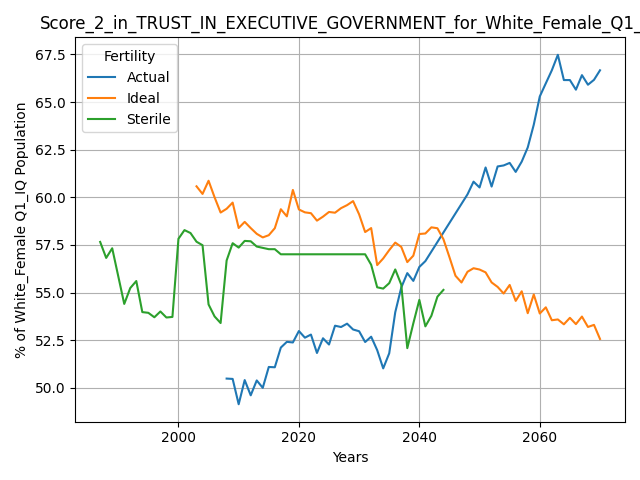 Score_2_in_TRUST_IN_EXECUTIVE_GOVERNMENT_for_White_Female_Q1_
Fertility
Actual
Ideal
Sterile
67.5
65.0
62.5
60.0
57.5
55.0
52.5
50.0
% of White_Female Q1_IQ Population
2000
2020
2040
2060
Years